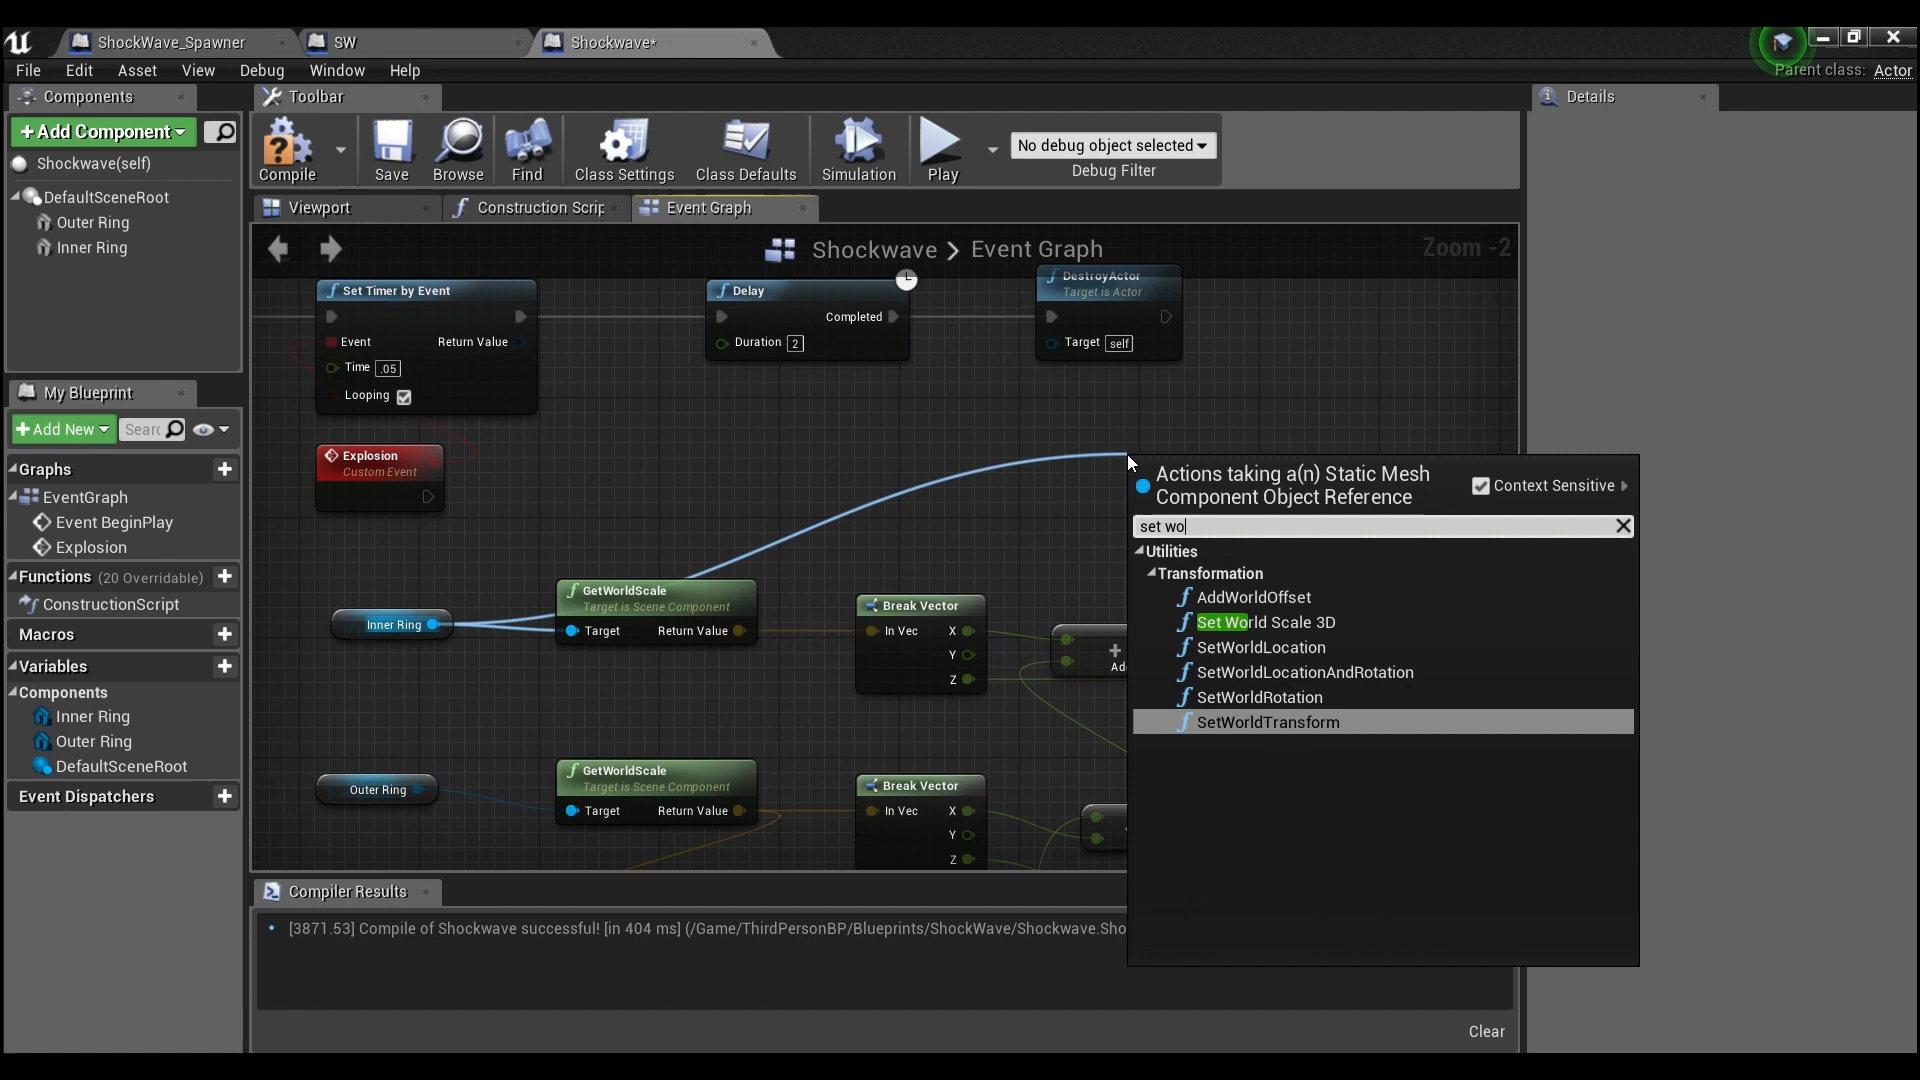 ShockWave_Spawner
SW
Shockwave*
File Edit Asset View Debug Window Help
Parent class: Actor
Components
Toolbar
Details
+Add Component
Shockwave(self)
DefaultSceneRoot
Outer Ring
Inner Ring
Compile
Save
Browse
Find
Class Settings
Class Defaults
Simulation
Play
No debug object selected
Debug Filter
Viewport
Construction Scrip
Event Graph
Shockwave > Event Graph
Zoom -2
My Blueprint
+Add New
Searc
Graphs
EventGraph
Event BeginPlay
Explosion
Functions (20 Overridable)
ConstructionScript
Macros
Variables
Components
Inner Ring
Outer Ring
DefaultSceneRoot
Event Dispatchers
Set Timer by Event
Event
Return Value
Time .05
Looping
Delay
Completed
Duration 2
DestroyActor
Target is Actor
Target self
Explosion
Custom Event
Inner Ring
GetWorldScale
Target is Scene Component
Target Return Value
Break Vector
In Vec X
Y
Z
Outer Ring
GetWorldScale
Target is Scene Component
Target Return Value
Break Vector
In Vec X
Y
Z
Actions taking a(n) Static Mesh
Component Object Reference
Context Sensitive
set wo
Utilities
Transformation
AddWorldOffset
Set World Scale 3D
SetWorldLocation
SetWorldLocationAndRotation
SetWorldRotation
SetWorldTransform
Compiler Results
[3871.53] Compile of Shockwave successful! [in 404 ms] (/Game/ThirdPersonBP/Blueprints/ShockWave/Shockwave.Sho
Clear